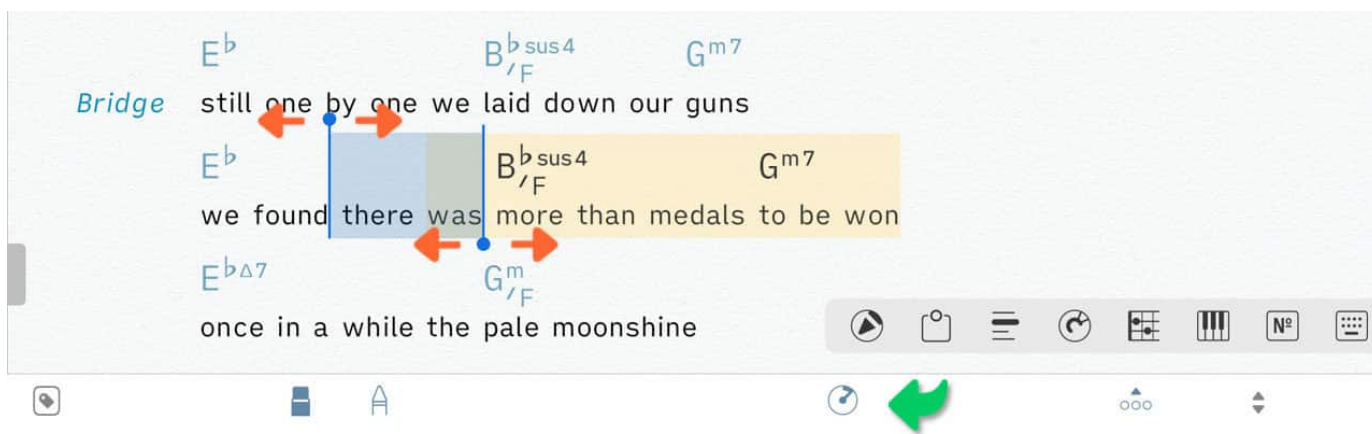 E♭ B♭sus4/F Gm7
Bridge still one by one we laid down our guns
E♭ B♭sus4/F Gm7
we found there was more than medals to be won
E♭Δ7 Gm/F
once in a while the pale moonshine
Nº